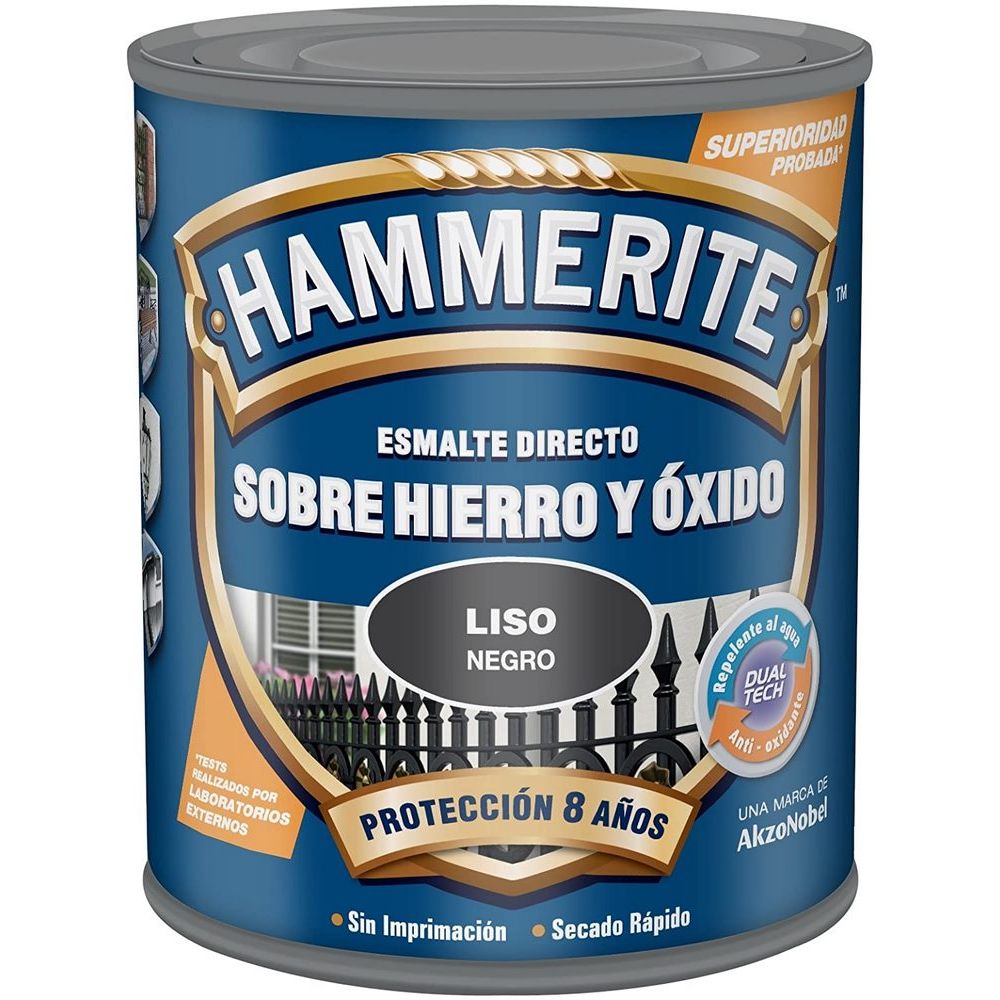 SUPERIORIDAD
PROBADA*
HAMMERITE
™
ESMALTE DIRECTO
SOBRE HIERRO Y ÓXIDO
LISO
NEGRO
Repelente al agua
DUAL
TECH
Anti - oxidante
*TESTS
REALIZADOS POR
LABORATORIOS
EXTERNOS
PROTECCIÓN 8 AÑOS
UNA MARCA DE
AkzoNobel
• Sin Imprimación • Secado Rápido